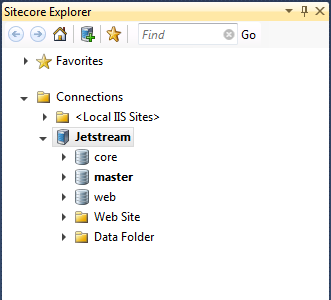 Sitecore Explorer
Find
Go
Favorites
Connections
<Local IIS Sites>
Jetstream
core
master
web
Web Site
Data Folder